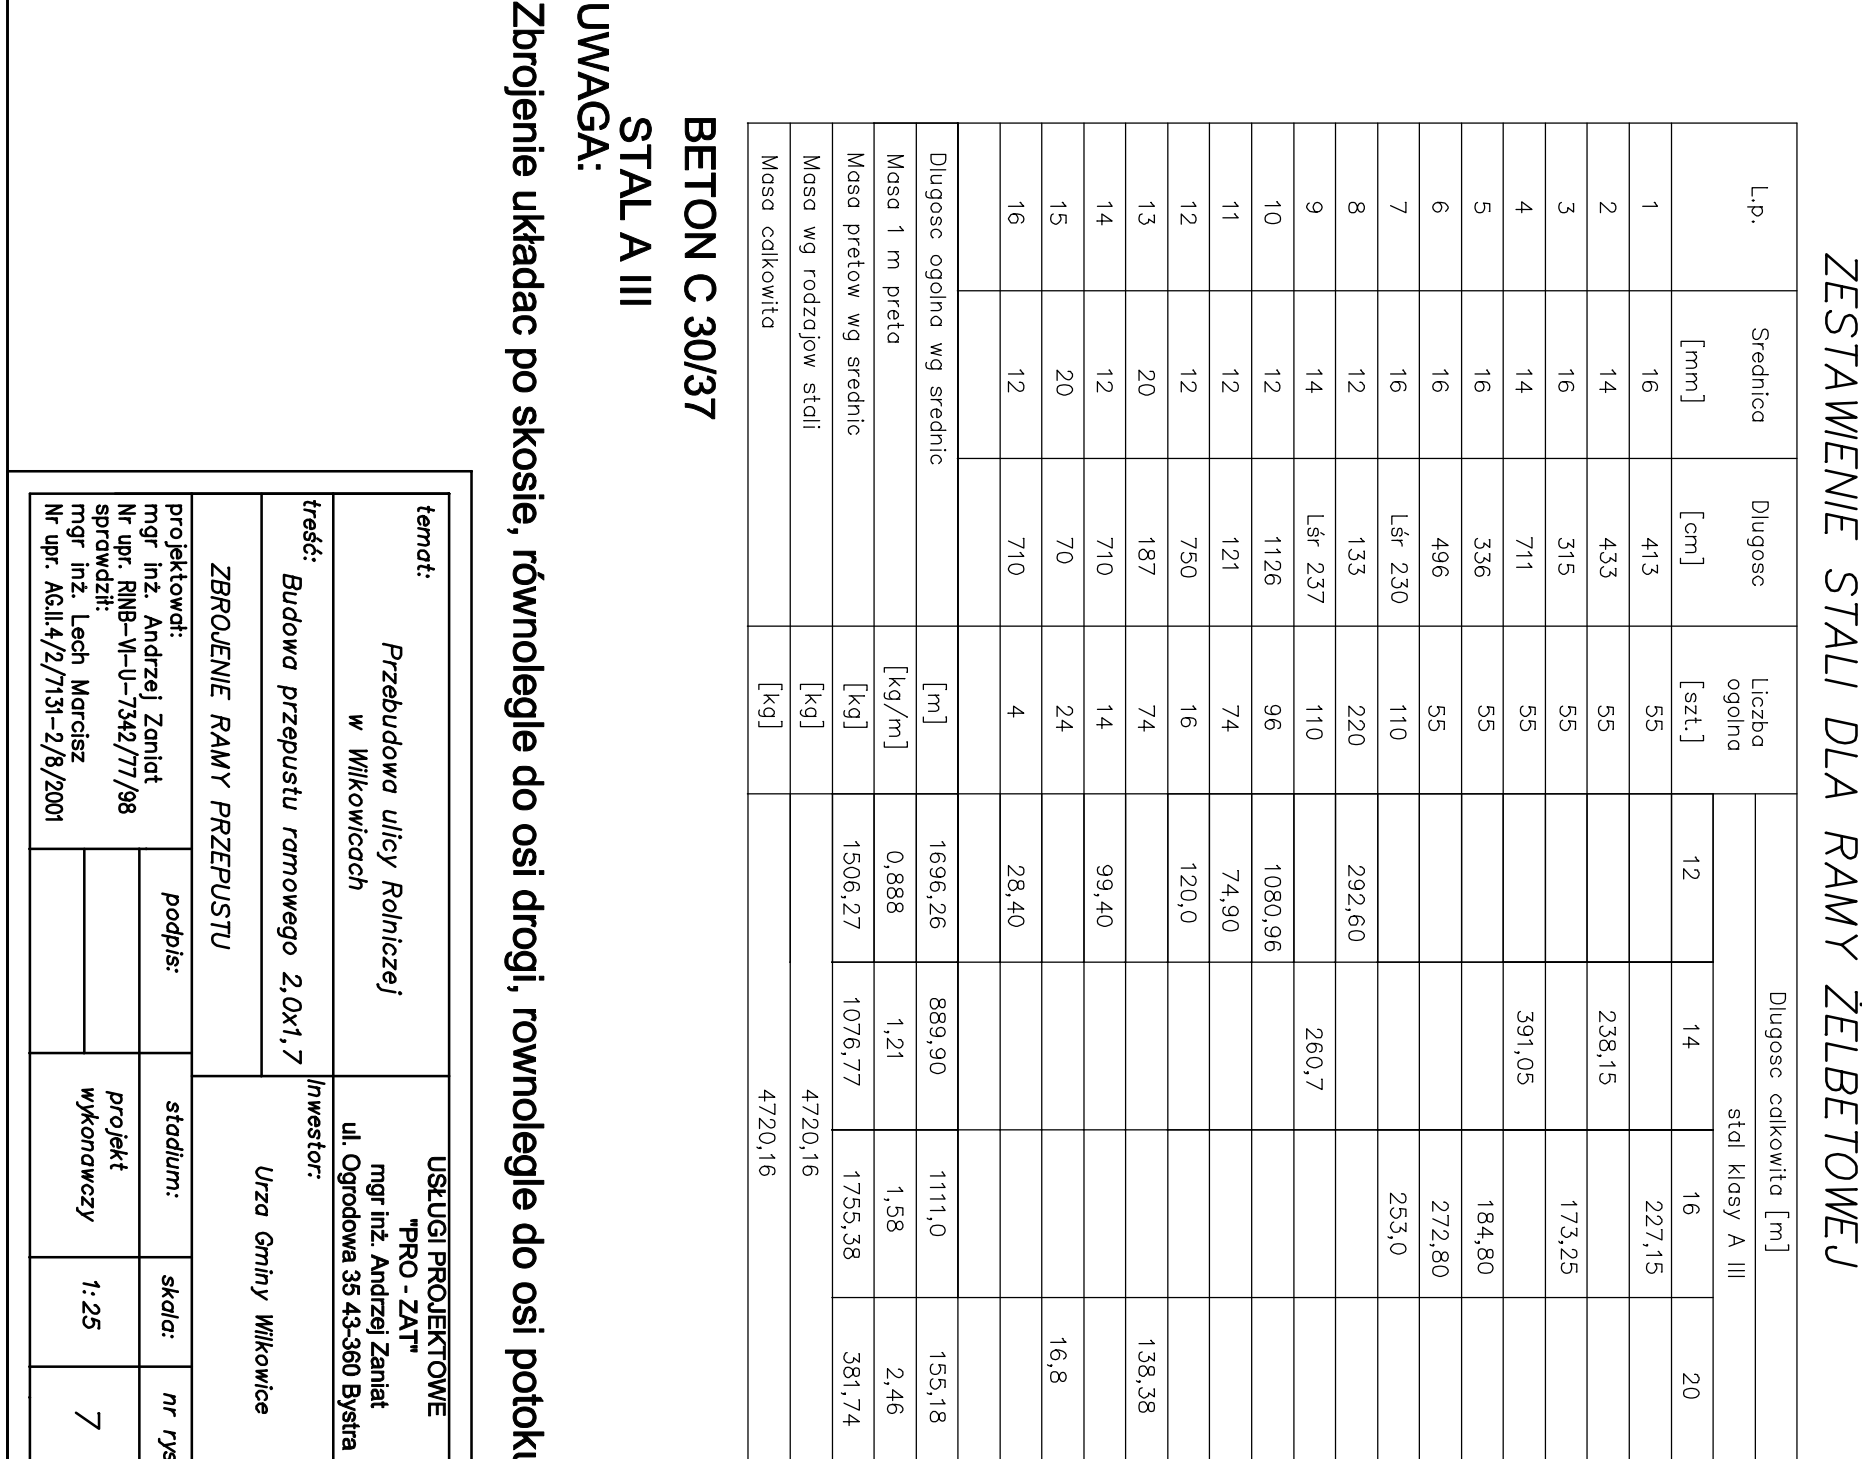 ZESTAWIENIE STALI DLA RAMY ŻELBETOWEJ
L.p. Srednica Dlugosc Liczba ogolna Dlugosc calkowita [m]
stal klasy A III
[mm] [cm] [szt.] 12 14 16 20
1 16 413 55 227,15
2 14 433 55 238,15
3 16 315 55 173,25
4 14 711 55 391,05
5 16 336 55 184,80
6 16 496 55 272,80
7 16 Lśr 230 110 253,0
8 12 133 220 292,60
9 14 Lśr 237 110 260,7
10 12 1126 96 1080,96
11 12 121 74 74,90
12 12 750 16 120,0
13 20 187 74 138,38
14 12 710 14 99,40
15 20 70 24 16,8
16 12 710 4 28,40
Dlugosc ogolna wg srednic [m] 1696,26 889,90 1111,0 155,18
Masa 1 m preta [kg/m] 0,888 1,21 1,58 2,46
Masa pretow wg srednic [kg] 1506,27 1076,77 1755,38 381,74
Masa wg rodzajow stali [kg] 4720,16
Masa calkowita [kg] 4720,16
BETON C 30/37
STAL A III
UWAGA:
Zbrojenie układac po skosie, równolegle do osi drogi, rownolegle do osi potoku
temat:
Przebudowa ulicy Rolniczej
w Wilkowicach
treść:
Budowa przepustu ramowego 2,0x1,7
ZBROJENIE RAMY PRZEPUSTU
USŁUGI PROJEKTOWE
"PRO - ZAT"
mgr inż. Andrzej Zaniat
ul. Ogrodowa 35 43-360 Bystra
Inwestor:
Urza Gminy Wilkowice
projektował:
mgr inż. Andrzej Zaniat
Nr upr. RINB-VI-U-7342/77/98
sprawdził:
mgr inż. Lech Marcisz
Nr upr. AG.II.4/2/7131-2/8/2001
podpis:
stadium:
projekt
wykonawczy
skala:
1:25
nr rys
7